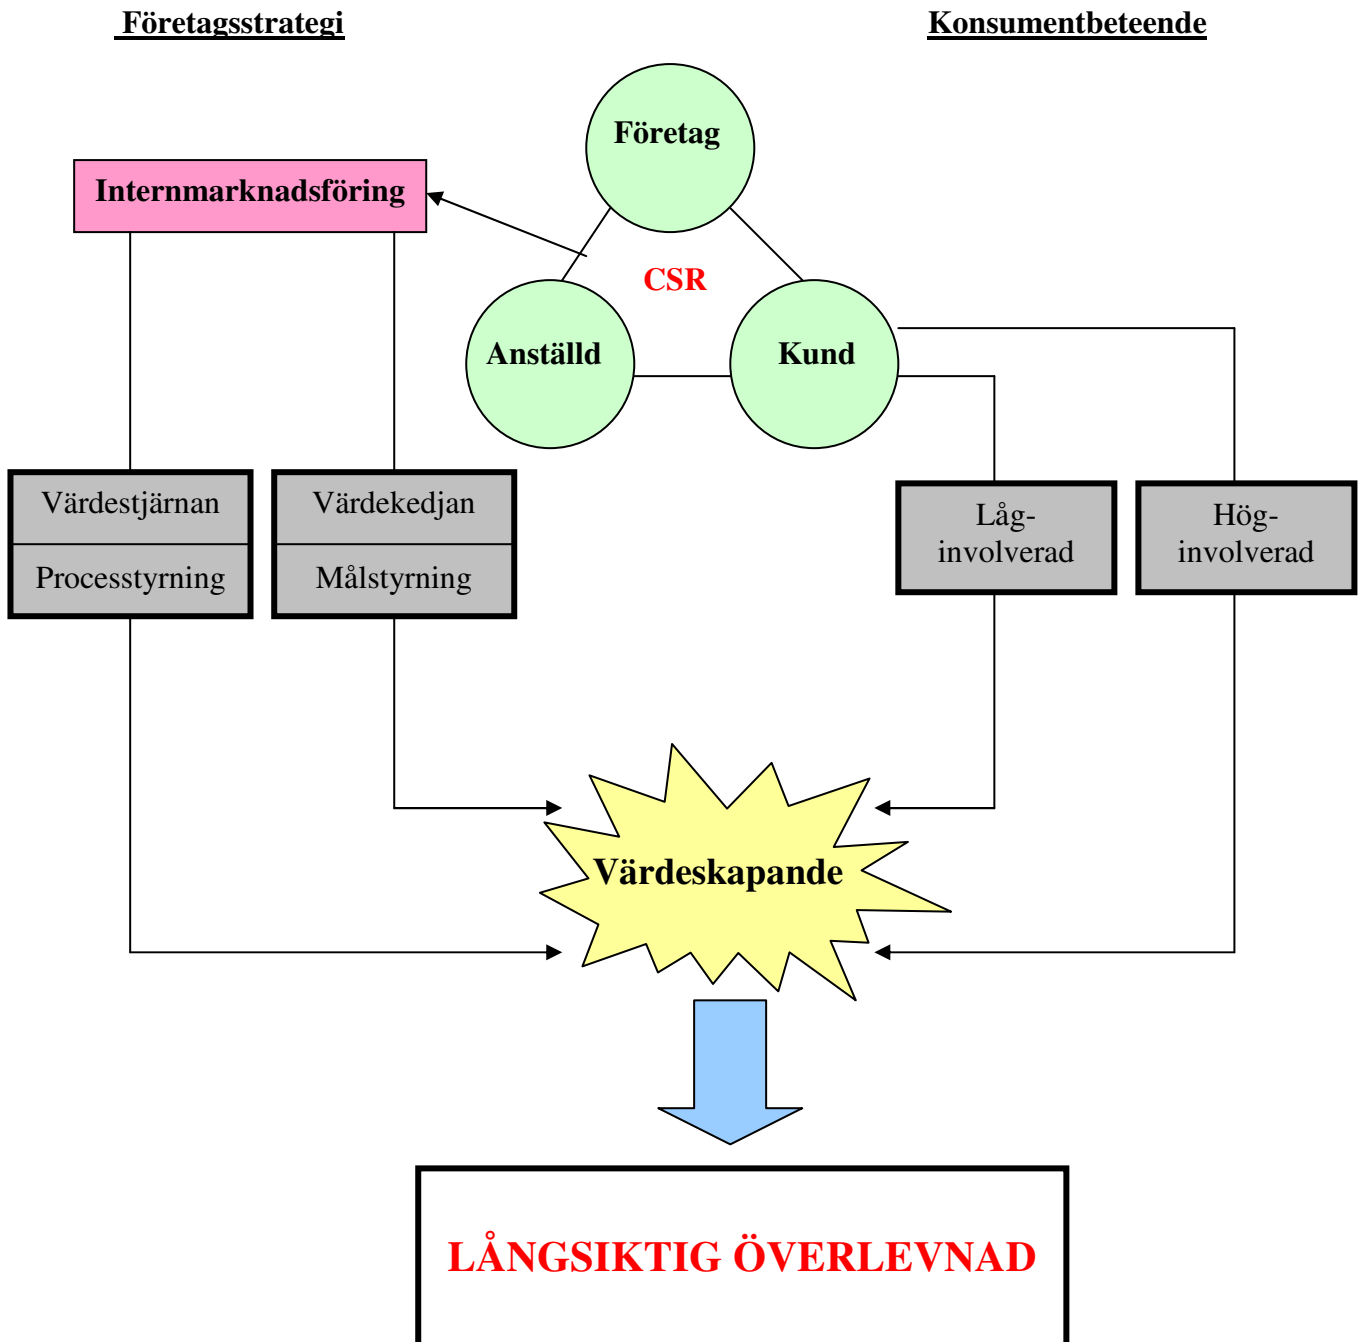 Företagsstrategi
Konsumentbeteende
Företag
Internmarknadsföring
CSR
Anställd
Kund
Värdestjärnan
Processtyrning
Värdekedjan
Målstyrning
Låg-
involverad
Hög-
involverad
Värdeskapande
LÅNGSIKTIG ÖVERLEVNAD